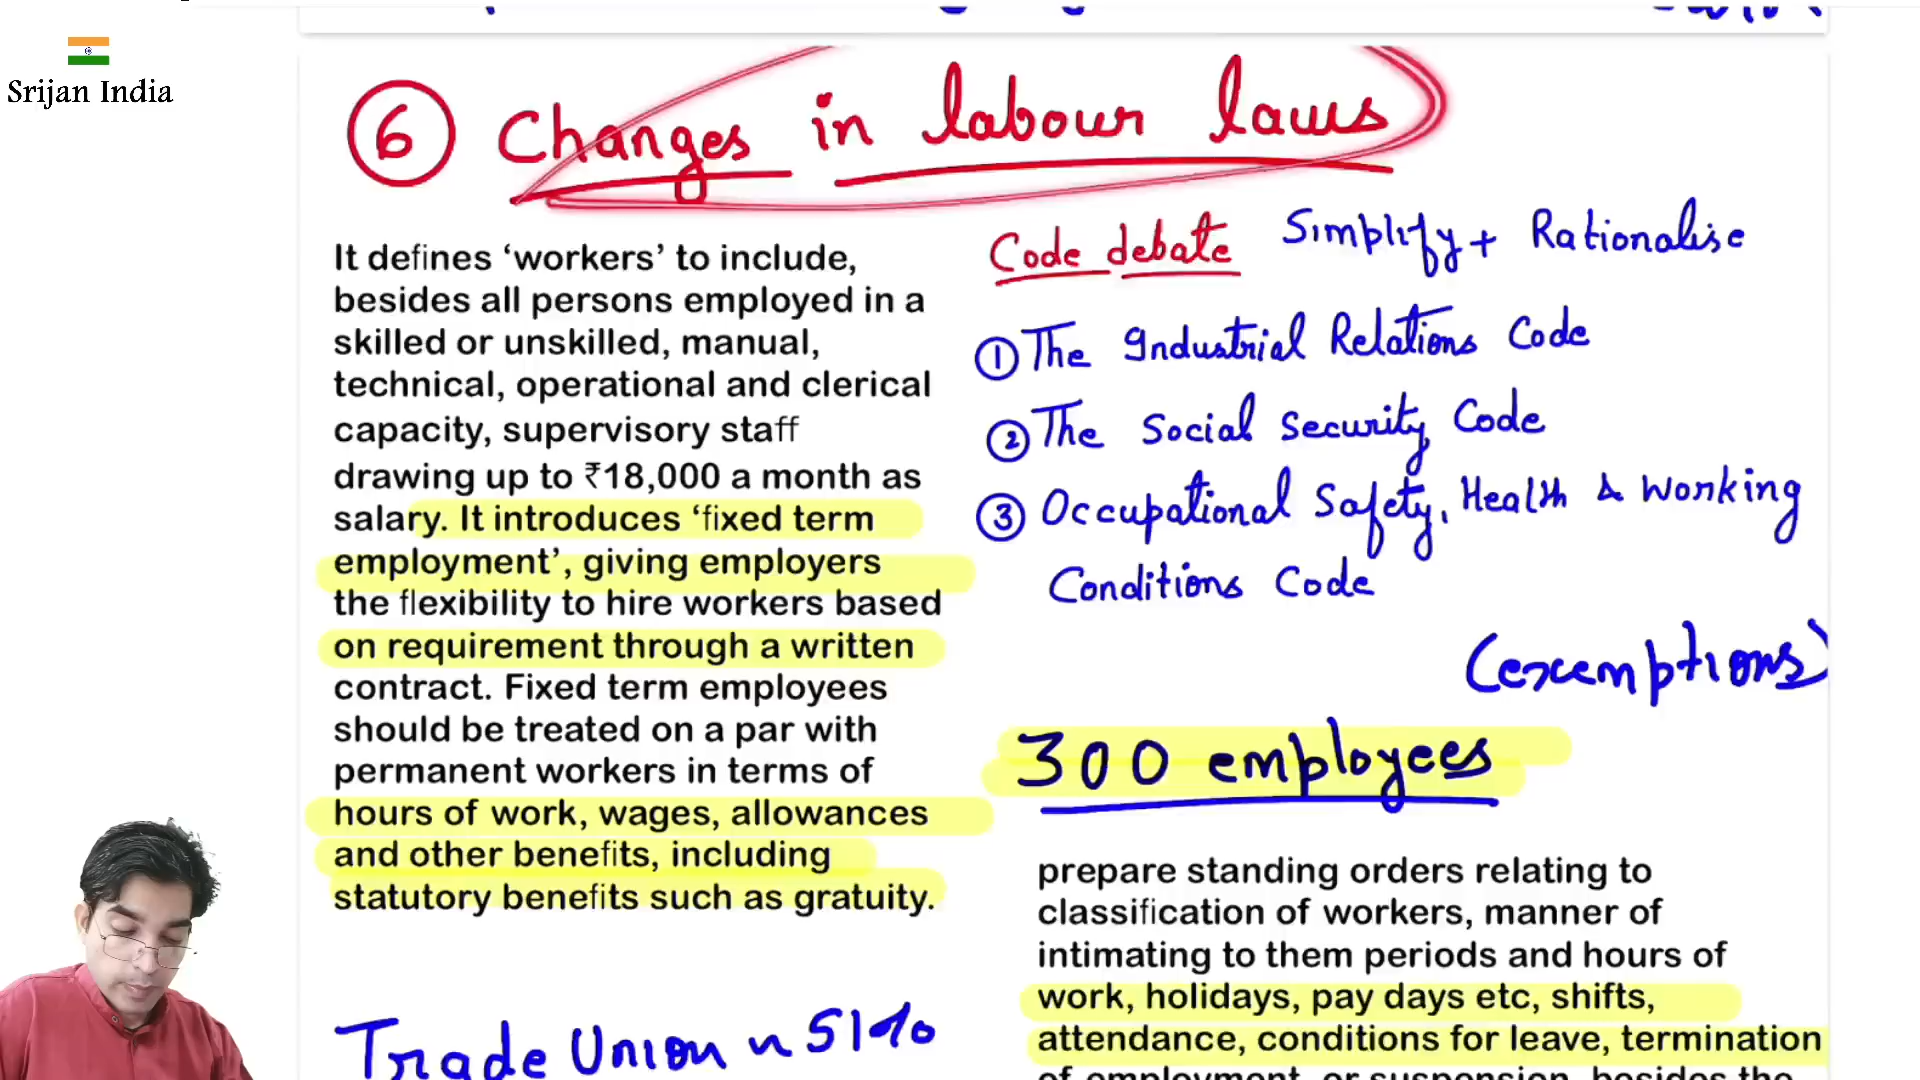 Srijan India
6 Changes in labour laws
It defines ‘workers’ to include,
besides all persons employed in a
skilled or unskilled, manual,
technical, operational and clerical
capacity, supervisory staff
drawing up to ₹18,000 a month as
salary. It introduces ‘fixed term
employment’, giving employers
the flexibility to hire workers based
on requirement through a written
contract. Fixed term employees
should be treated on a par with
permanent workers in terms of
hours of work, wages, allowances
and other benefits, including
statutory benefits such as gratuity.
Trade Union 51%
Code debate Simplify + Rationalise
1 The Industrial Relations Code
2 The Social Security Code
3 Occupational Safety, Health & Working
Conditions Code
(exemptions)
300 employees
prepare standing orders relating to
classification of workers, manner of
intimating to them periods and hours of
work, holidays, pay days etc, shifts,
attendance, conditions for leave, termination
of employment, or suspension, besides the